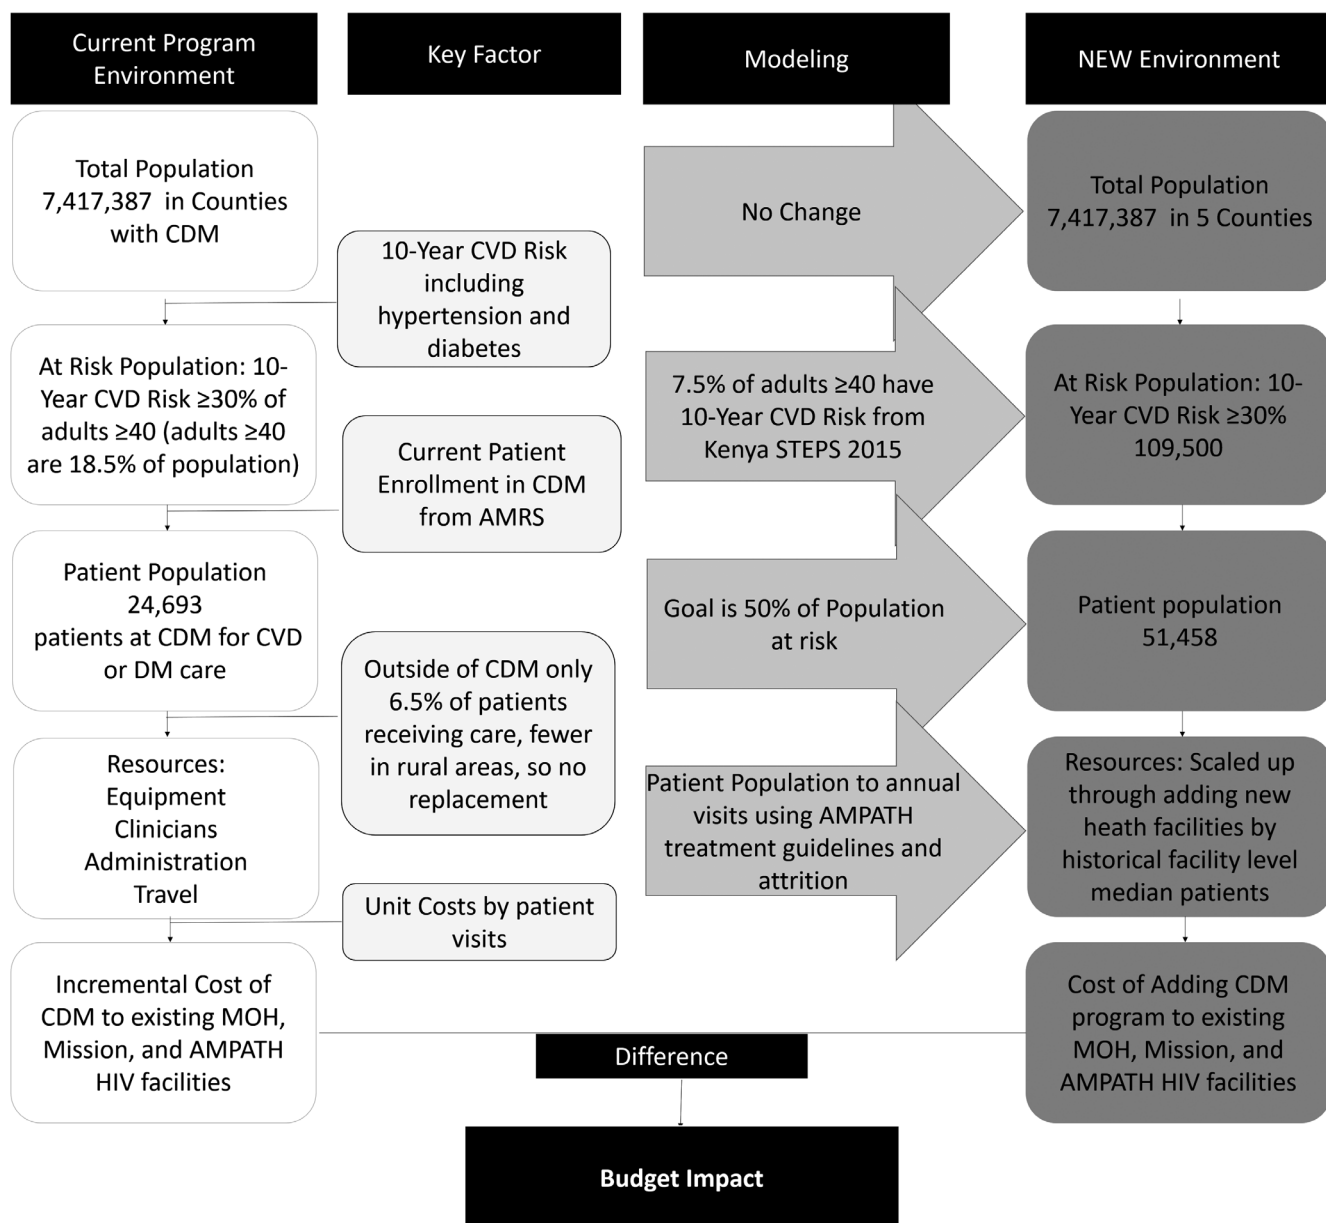 Current Program
Environment
Key Factor
Modeling
NEW Environment
Total Population
7,417,387 in Counties
with CDM
10-Year CVD Risk
including
hypertension and
diabetes
No Change
Total Population
7,417,387 in 5 Counties
At Risk Population: 10-
Year CVD Risk ≥30% of
adults ≥40 (adults ≥40
are 18.5% of population)
Current Patient
Enrollment in CDM
from AMRS
7.5% of adults ≥40 have
10-Year CVD Risk from
Kenya STEPS 2015
At Risk Population: 10-
Year CVD Risk ≥30%
109,500
Patient Population
24,693
patients at CDM for CVD
or DM care
Outside of CDM only
6.5% of patients
receiving care, fewer
in rural areas, so no
replacement
Goal is 50% of Population
at risk
Patient population
51,458
Resources:
Equipment
Clinicians
Administration
Travel
Unit Costs by patient
visits
Patient Population to annual
visits using AMPATH
treatment guidelines and
attrition
Resources: Scaled up
through adding new
heath facilities by
historical facility level
median patients
Incremental Cost of
CDM to existing MOH,
Mission, and AMPATH
HIV facilities
Difference
Cost of Adding CDM
program to existing
MOH, Mission, and
AMPATH HIV facilities
Budget Impact